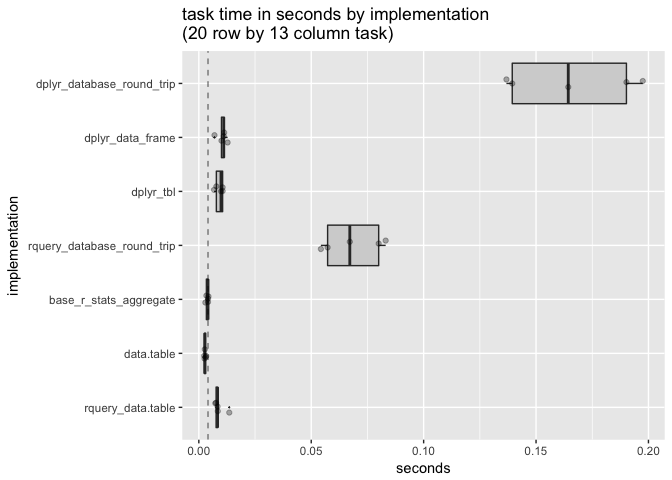 task time in seconds by implementation
(20 row by 13 column task)
implementation
dplyr_database_round_trip
dplyr_data_frame
dplyr_tbl
rquery_database_round_trip
base_r_stats_aggregate
data.table
rquery_data.table
0.00 0.05 0.10 0.15 0.20
seconds